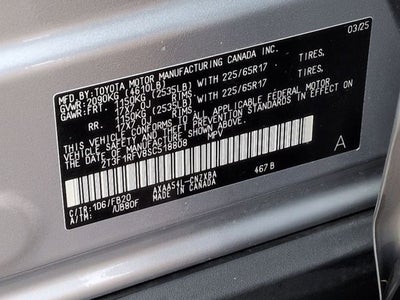 03/25
MFD.BY:TOYOTA MOTOR MANUFACTURING CANADA INC.
GVWR:2090KG (4610LB)
GAWR:FRT. 1150KG (2535LB) WITH 225/65R17 TIRES,
17X7.0J RIMS,
RR. 1150KG (2535LB) WITH 225/65R17 TIRES,
17X7.0J RIMS,
THIS VEHICLE CONFORMS TO ALL APPLICABLE FEDERAL MOTOR
VEHICLE SAFETY, BUMPER, AND THEFT PREVENTION STANDARDS IN
EFFECT ON THE DATE OF MANUFACTURE SHOWN ABOVE.
2T3F1RFV8SC518808 MPV
A
C/TR:1D6/FB20 AXAA54L-CNZXBA 467B
A/TM: /UB80F MADE IN CANADA